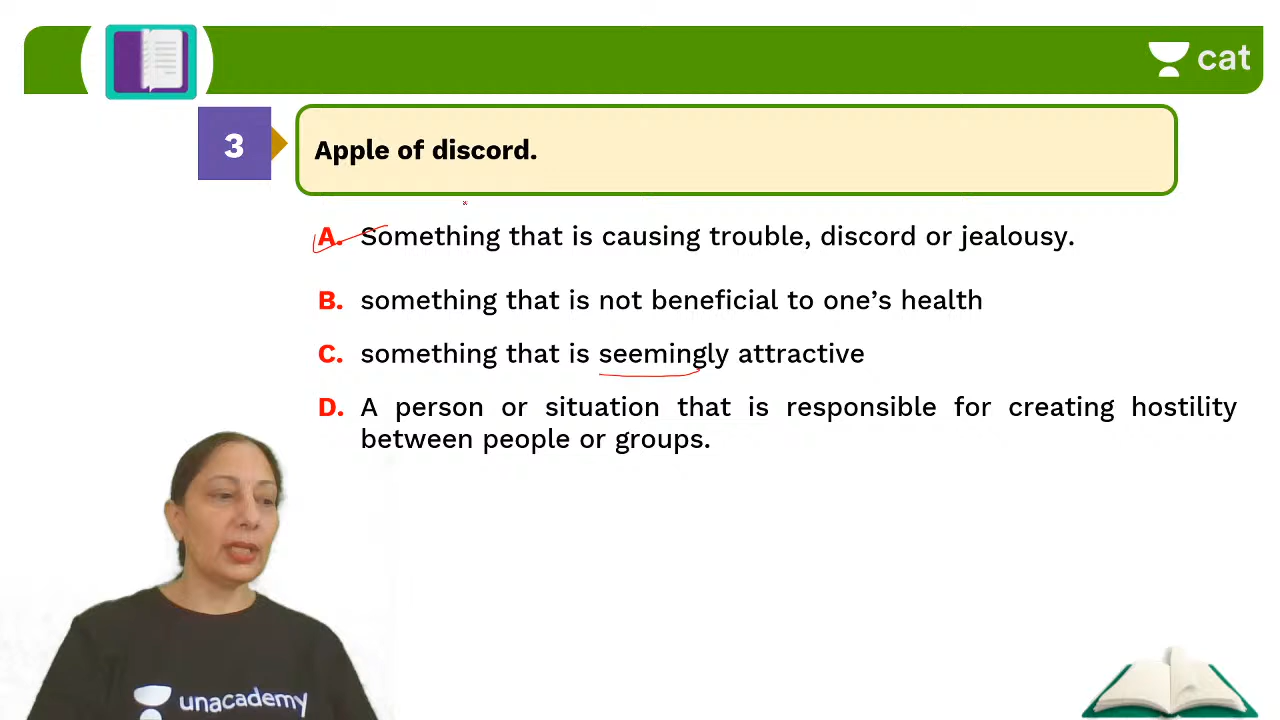 cat
3
Apple of discord.
A. Something that is causing trouble, discord or jealousy.
B. something that is not beneficial to one's health
C. something that is seemingly attractive
D. A person or situation that is responsible for creating hostility
between people or groups.
unacademy